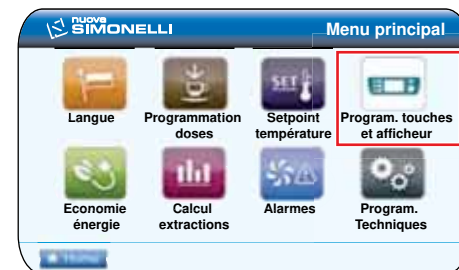 nuova
SIMONELLI
Menu principal
Langue
Programmation
doses
SET
Setpoint
température
Program. touches
et afficheur
Economie
énergie
Calcul
extractions
Alarmes
Program.
Techniques
Home